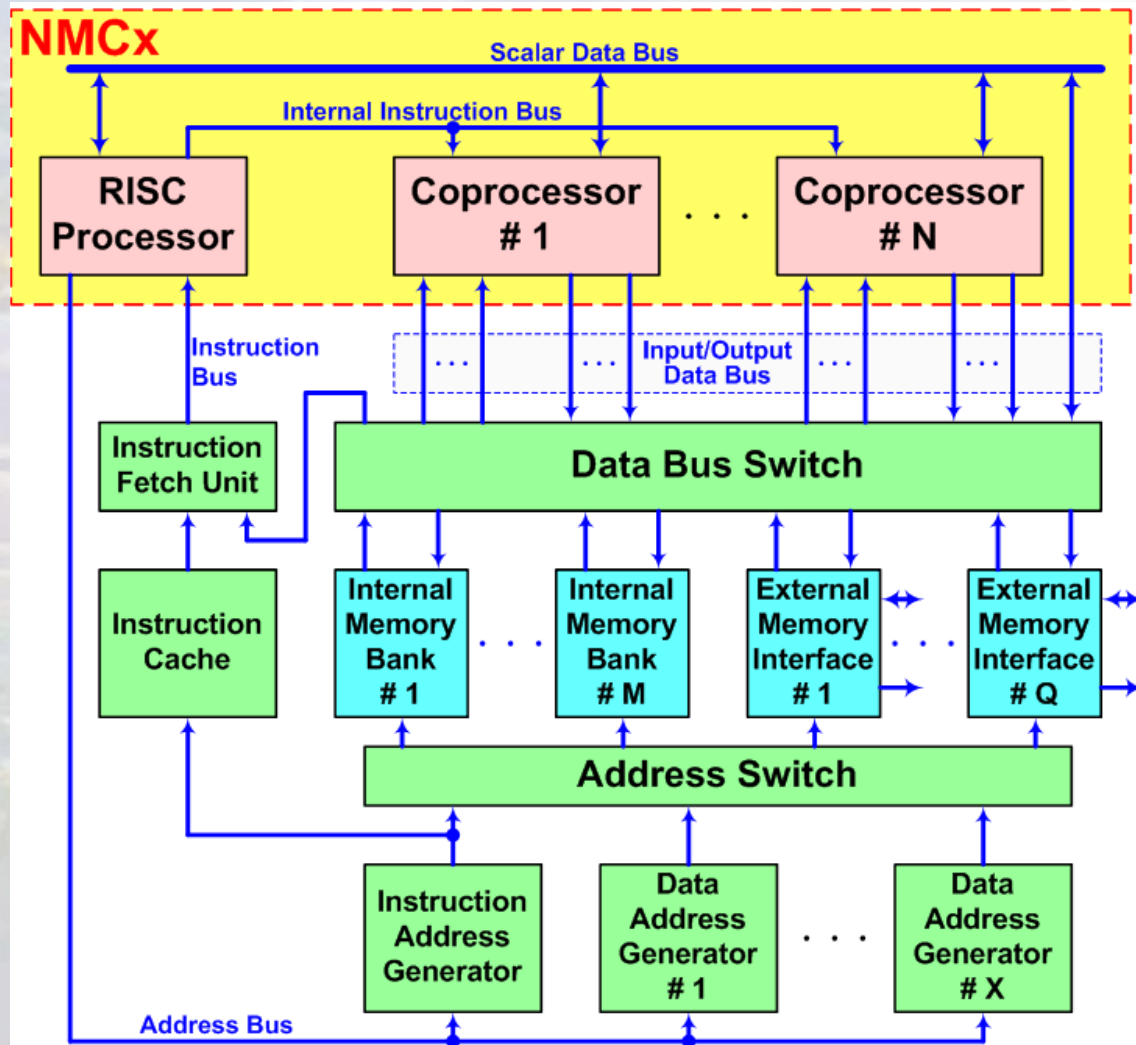 NMCx
Scalar Data Bus
Internal Instruction Bus
RISC
Processor
Coprocessor
# 1
. . .
Coprocessor
# N
Instruction
Bus
. . .
. . .
Input/Output
Data Bus
. . .
. . .
Instruction
Fetch Unit
Data Bus Switch
Instruction
Cache
Internal
Memory
Bank
# 1
. . .
Internal
Memory
Bank
# M
External
Memory
Interface
# 1
. . .
External
Memory
Interface
# Q
Address Switch
Instruction
Address
Generator
Data
Address
Generator
# 1
. . .
Data
Address
Generator
# X
Address Bus